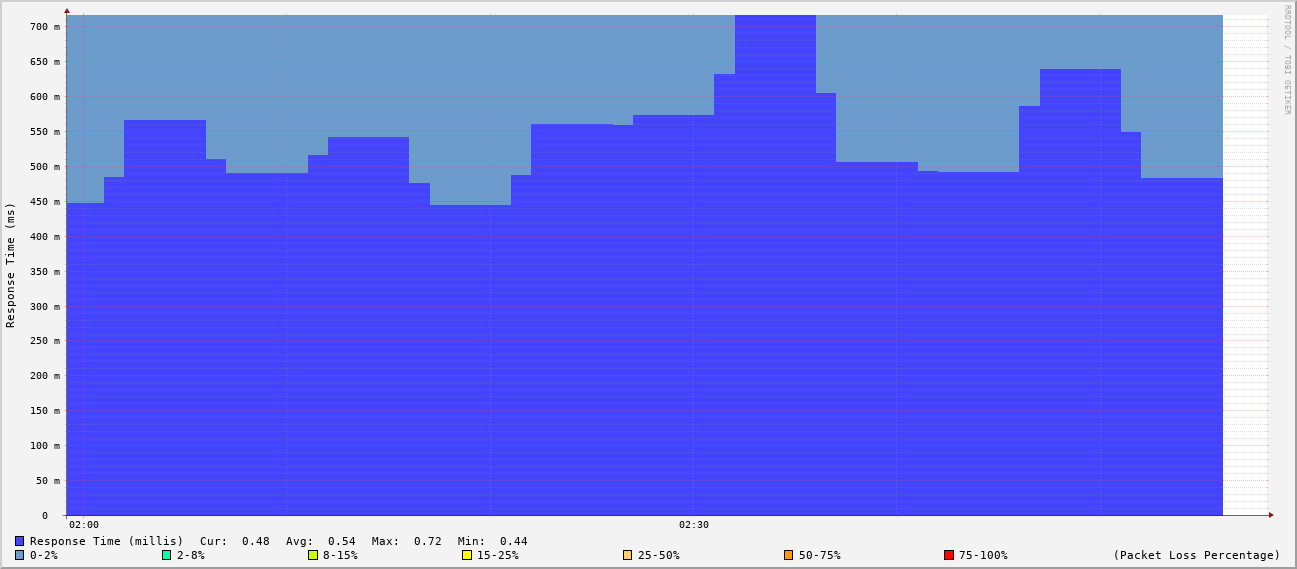 RRDTOOL / TOBI OETIKER
Response Time (ms)
700 m
650 m
600 m
550 m
500 m
450 m
400 m
350 m
300 m
250 m
200 m
150 m
100 m
50 m
0
02:00 02:30
Response Time (millis) Cur: 0.48 Avg: 0.54 Max: 0.72 Min: 0.44
0-2% 2-8% 8-15% 15-25% 25-50% 50-75% 75-100% (Packet Loss Percentage)